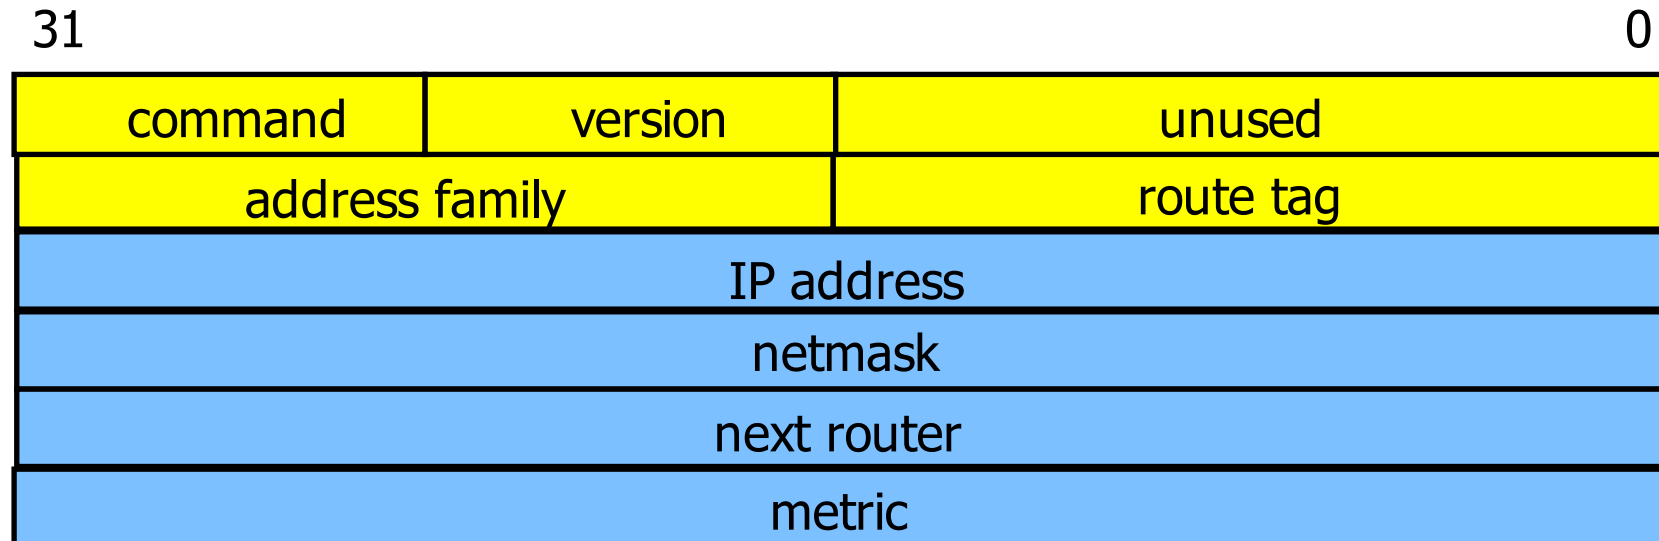 31 0
command version unused
address family route tag
IP address
netmask
next router
metric